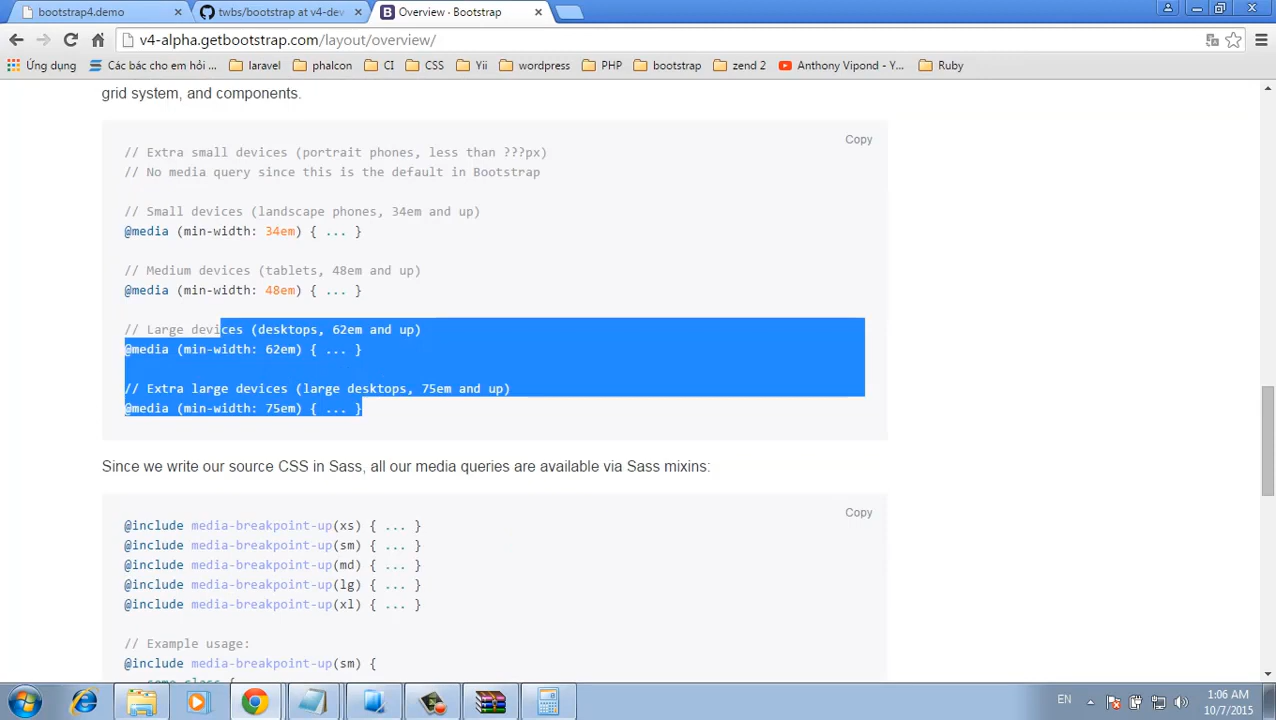 bootstrap4.demo
twbs/bootstrap at v4-dev
Overview · Bootstrap
v4-alpha.getbootstrap.com/layout/overview/
Ứng dụng
Các bác cho em hỏi ...
laravel
phalcon
CI
CSS
Yii
wordpress
PHP
bootstrap
zend 2
Anthony Vipond - Y...
Ruby
grid system, and components.
Copy
// Extra small devices (portrait phones, less than ???px)
// No media query since this is the default in Bootstrap
// Small devices (landscape phones, 34em and up)
@media (min-width: 34em) { ... }
// Medium devices (tablets, 48em and up)
@media (min-width: 48em) { ... }
// Large devices (desktops, 62em and up)
@media (min-width: 62em) { ... }
// Extra large devices (large desktops, 75em and up)
@media (min-width: 75em) { ... }
Since we write our source CSS in Sass, all our media queries are available via Sass mixins:
Copy
@include media-breakpoint-up(xs) { ... }
@include media-breakpoint-up(sm) { ... }
@include media-breakpoint-up(md) { ... }
@include media-breakpoint-up(lg) { ... }
@include media-breakpoint-up(xl) { ... }
// Example usage:
@include media-breakpoint-up(sm) {
.some-class {
EN
1:06 AM
10/7/2015